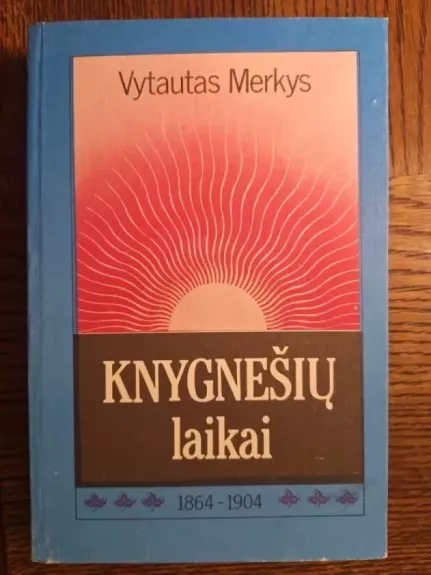 Vytautas Merkys
KNYGNEŠIŲ
laikai
1864-1904